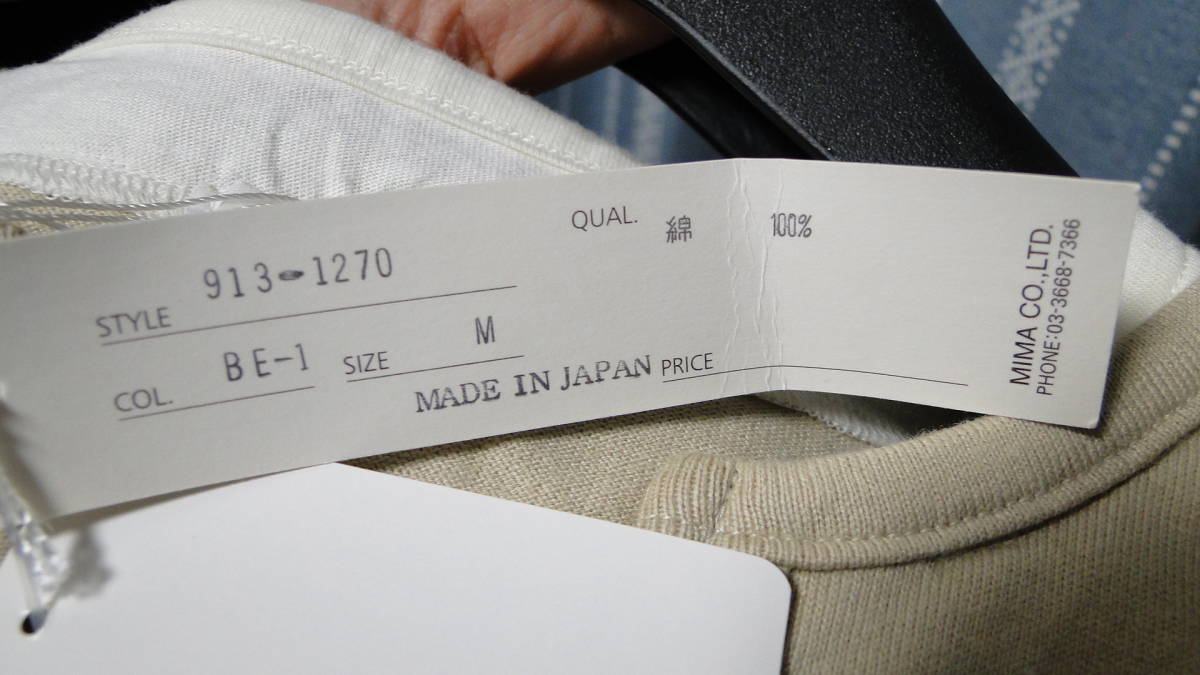 STYLE 913-1270
COL. BE-1 SIZE M
QUAL. 綿 100%
MADE IN JAPAN
PRICE
MIMA CO.,LTD.
PHONE:03-3668-7366